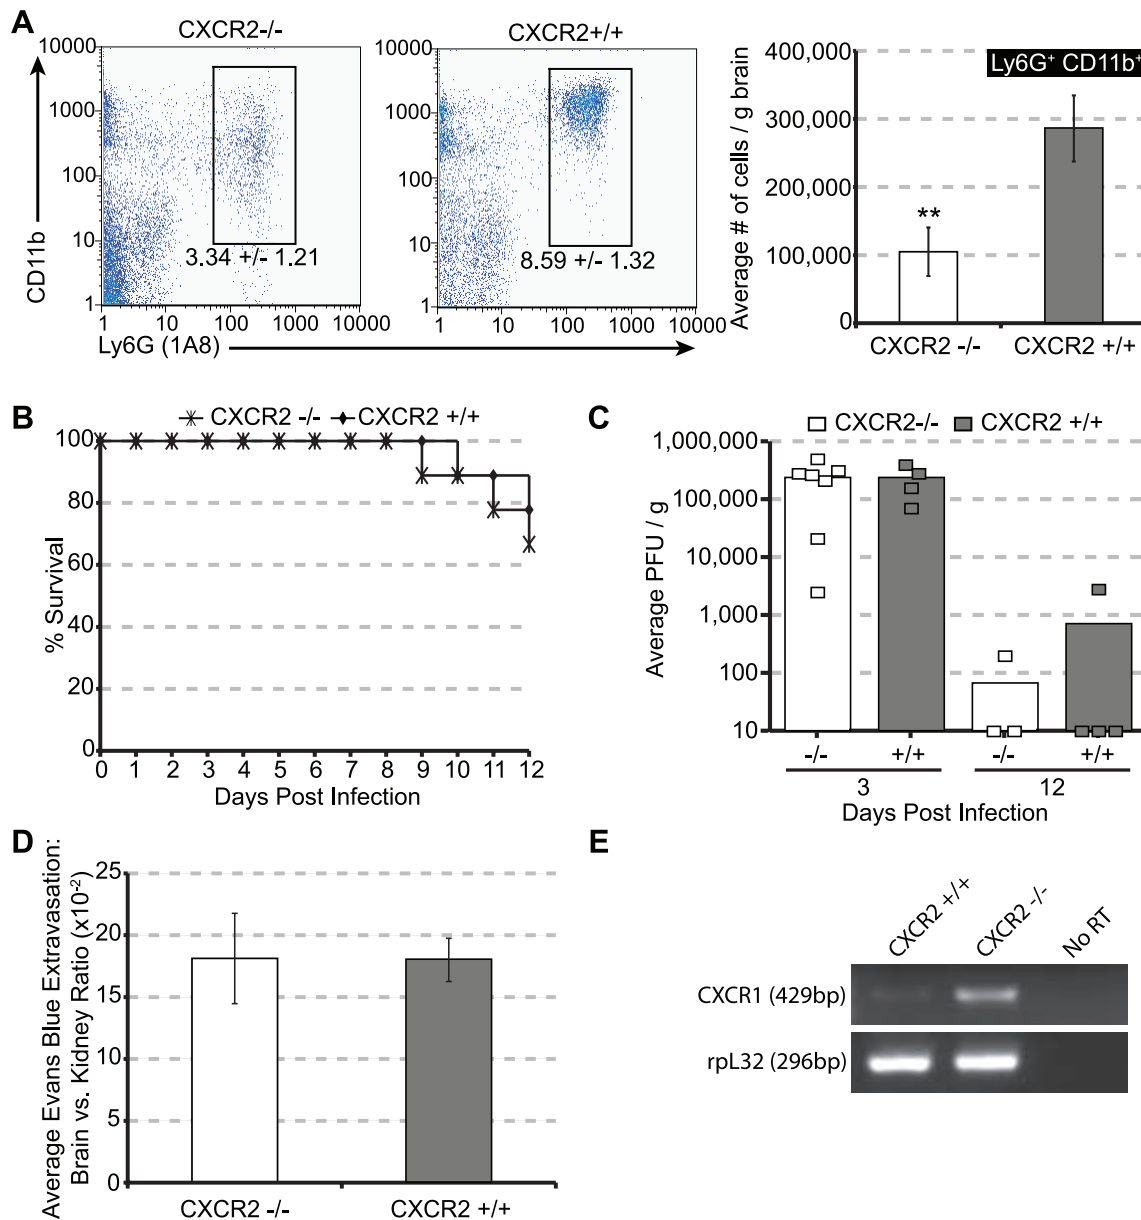 A
CXCR2-/-
CXCR2+/+
10000
1000
100
10
1
CD11b
3.34 +/- 1.21
1 10 100 1000 10000
10000
1000
100
10
1
8.59 +/- 1.32
1 10 100 1000 10000
Ly6G (1A8)
Average # of cells / g brain
400,000
300,000
200,000
100,000
0
Ly6G+ CD11b+
**
CXCR2 -/-
CXCR2 +/+
B
CXCR2 -/-
CXCR2 +/+
% Survival
100
80
60
40
20
0
0 1 2 3 4 5 6 7 8 9 10 11 12
Days Post Infection
C
CXCR2-/-
CXCR2 +/+
Average PFU / g
1,000,000
100,000
10,000
1,000
100
10
-/- +/+ -/- +/+
3 12
Days Post Infection
D
Average Evans Blue Extravasation:
Brain vs. Kidney Ratio (x10-2)
25
20
15
10
5
0
CXCR2 -/-
CXCR2 +/+
E
CXCR2 +/+
CXCR2 -/-
No RT
CXCR1 (429bp)
rpL32 (296bp)